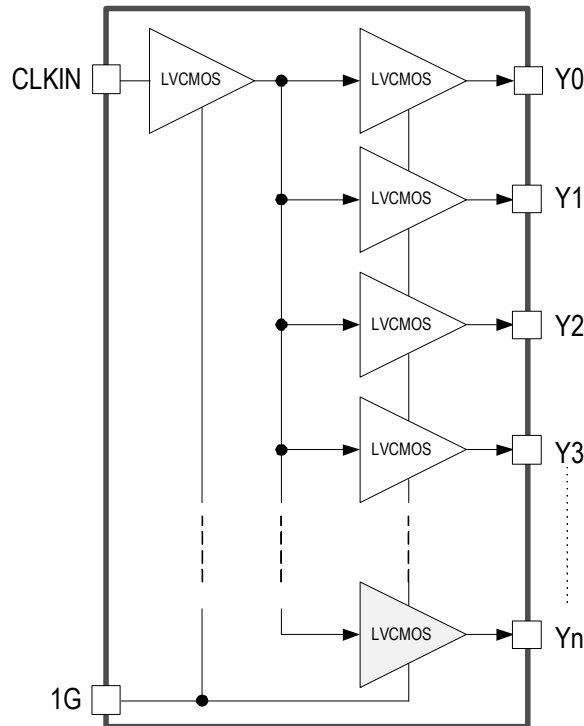 CLKIN
LVCMOS
LVCMOS
Y0
LVCMOS
Y1
LVCMOS
Y2
LVCMOS
Y3
LVCMOS
Yn
1G